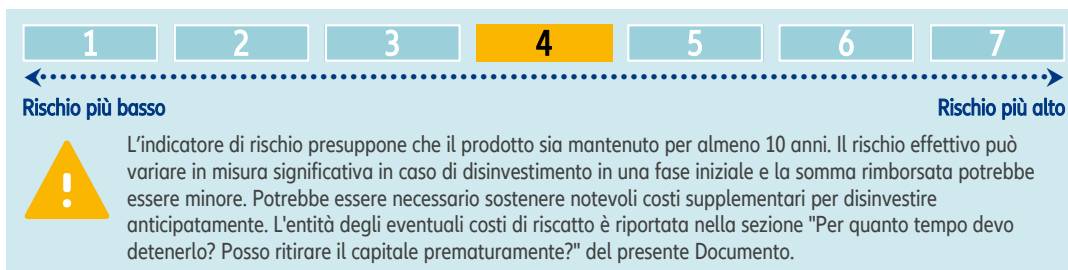 1 2 3 4 5 6 7
Rischio più basso Rischio più alto
L'indicatore di rischio presuppone che il prodotto sia mantenuto per almeno 10 anni. Il rischio effettivo può
variare in misura significativa in caso di disinvestimento in una fase iniziale e la somma rimborsata potrebbe
essere minore. Potrebbe essere necessario sostenere notevoli costi supplementari per disinvestire
anticipatamente. L'entità degli eventuali costi di riscatto è riportata nella sezione "Per quanto tempo devo
detenerlo? Posso ritirare il capitale prematuramente?" del presente Documento.